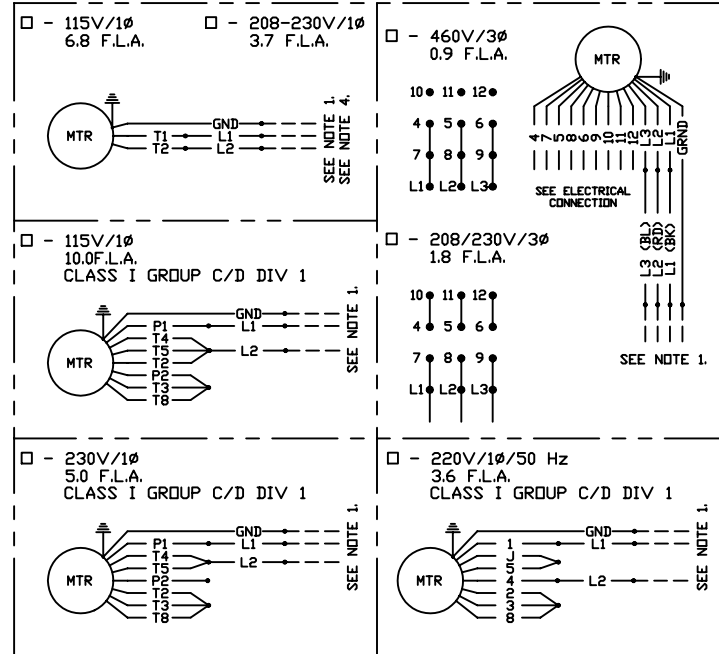 □ - 115V/1Ø
6.8 F.L.A.
□ - 208-230V/1Ø
3.7 F.L.A.
MTR
GND
T1 L1
T2 L2
SEE NOTE 1.
SEE NOTE 4.
□ - 460V/3Ø
0.9 F.L.A.
10 11 12
4 5 6
7 8 9
L1 L2 L3
MTR
4 7 5 8 6 9 10 11 12 L3 L2 L1 GRND
SEE ELECTRICAL
CONNECTION
L3 (BL)
L2 (RD)
L1 (BK)
SEE NOTE 1.
□ - 208/230V/3Ø
1.8 F.L.A.
10 11 12
4 5 6
7 8 9
L1 L2 L3
□ - 115V/1Ø
10.0F.L.A.
CLASS I GROUP C/D DIV 1
MTR
GND
P1 L1
T4
T5 L2
T2
P2
T3
T8
SEE NOTE 1.
□ - 230V/1Ø
5.0 F.L.A.
CLASS I GROUP C/D DIV 1
MTR
GND
P1 L1
T4
L2
T5
P2
T2
T3
T8
SEE NOTE 1.
□ - 220V/1Ø/50 Hz
3.6 F.L.A.
CLASS I GROUP C/D DIV 1
MTR
GND
1 L1
J
5
4 L2
2
3
8
SEE NOTE 1.